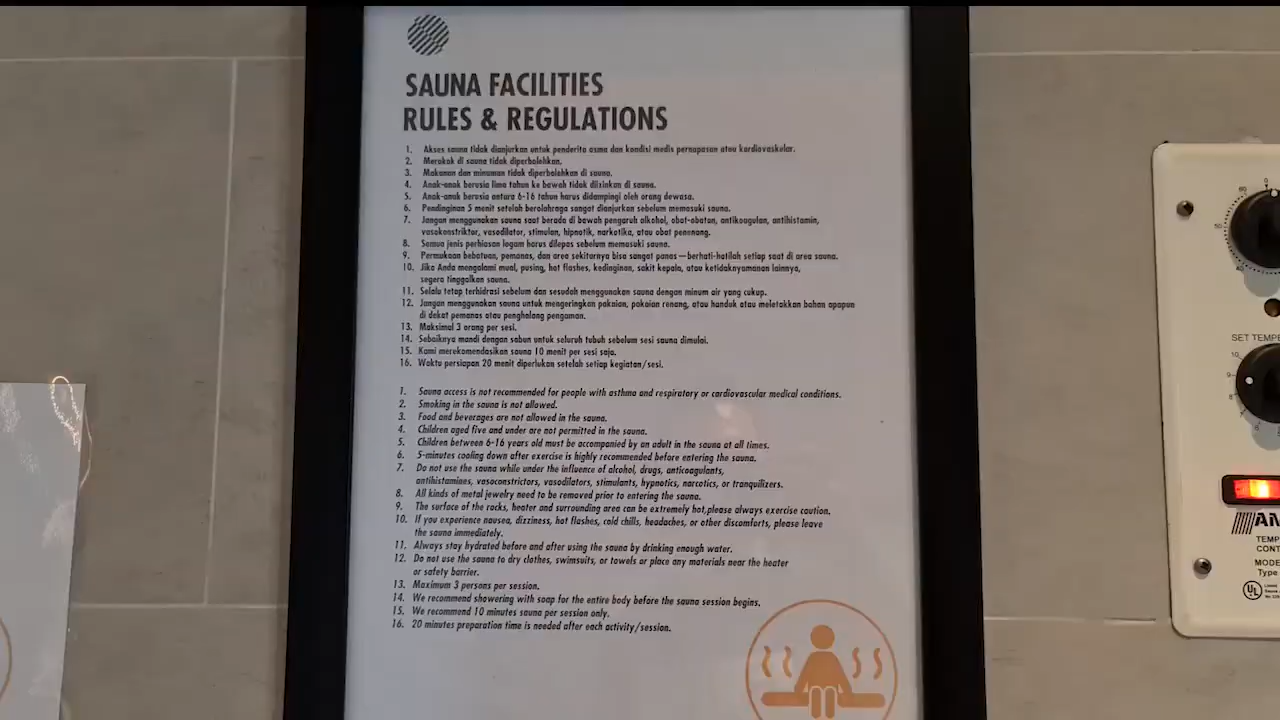 SAUNA FACILITIES
RULES & REGULATIONS
1. Akses sauna tidak dianjurkan untuk penderita asma dan kondisi medis pernapasan atau kardiovaskular.
2. Merokok di sauna tidak diperbolehkan.
3. Makanan dan minuman tidak diperbolehkan di sauna.
4. Anak-anak berusia lima tahun ke bawah tidak diizinkan di sauna.
5. Anak-anak berusia antara 6-16 tahun harus didampingi oleh orang dewasa.
6. Pendinginan 5 menit setelah berolahraga sangat dianjurkan sebelum memasuki sauna.
7. Jangan menggunakan sauna saat berada di bawah pengaruh alkohol, obat-obatan, antikoagulan, antihistamin,
vasokonstriktor, vasodilator, stimulan, hipnotik, narkotika, atau obat penenang.
8. Semua jenis perhiasan logam harus dilepas sebelum memasuki sauna.
9. Permukaan bebatuan, pemanas, dan area sekitarnya bisa sangat panas—berhati-hatilah setiap saat di area sauna.
10. Jika Anda mengalami mual, pusing, hot flashes, kedinginan, sakit kepala, atau ketidaknyamanan lainnya,
segera tinggalkan sauna.
11. Selalu tetap terhidrasi sebelum dan sesudah menggunakan sauna dengan minum air yang cukup.
12. Jangan menggunakan sauna untuk mengeringkan pakaian, pakaian renang, atau handuk atau meletakkan bahan apapun
di dekat pemanas atau penghalang pengaman.
13. Maksimal 3 orang per sesi.
14. Sebaiknya mandi dengan sabun untuk seluruh tubuh sebelum sesi sauna dimulai.
15. Kami merekomendasikan sauna 10 menit per sesi saja.
16. Waktu persiapan 20 menit diperlukan setelah setiap kegiatan/sesi.
1. Sauna access is not recommended for people with asthma and respiratory or cardiovascular medical conditions.
2. Smoking in the sauna is not allowed.
3. Food and beverages are not allowed in the sauna.
4. Children aged five and under are not permitted in the sauna.
5. Children between 6-16 years old must be accompanied by an adult in the sauna at all times.
6. 5-minutes cooling down after exercise is highly recommended before entering the sauna.
7. Do not use the sauna while under the influence of alcohol, drugs, anticoagulants,
antihistamines, vasoconstrictors, vasodilators, stimulants, hypnotics, narcotics, or tranquilizers.
8. All kinds of metal jewelry need to be removed prior to entering the sauna.
9. The surface of the rocks, heater and surrounding area can be extremely hot,please always exercise caution.
10. If you experience nausea, dizziness, hot flashes, cold chills, headaches, or other discomforts, please leave
the sauna immediately.
11. Always stay hydrated before and after using the sauna by drinking enough water.
12. Do not use the sauna to dry clothes, swimsuits, or towels or place any materials near the heater
or safety barrier.
13. Maximum 3 persons per session.
14. We recommend showering with soap for the entire body before the sauna session begins.
15. We recommend 10 minutes sauna per session only.
16. 20 minutes preparation time is needed after each activity/session.
SET TEMPE
AM
TEMP
CONT
MODE
Type
UL